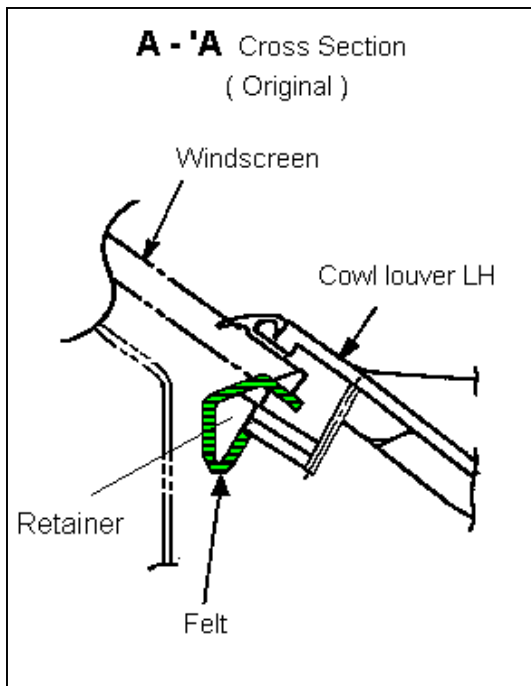 A - 'A Cross Section
( Original )
Windscreen
Cowl louver LH
Retainer
Felt